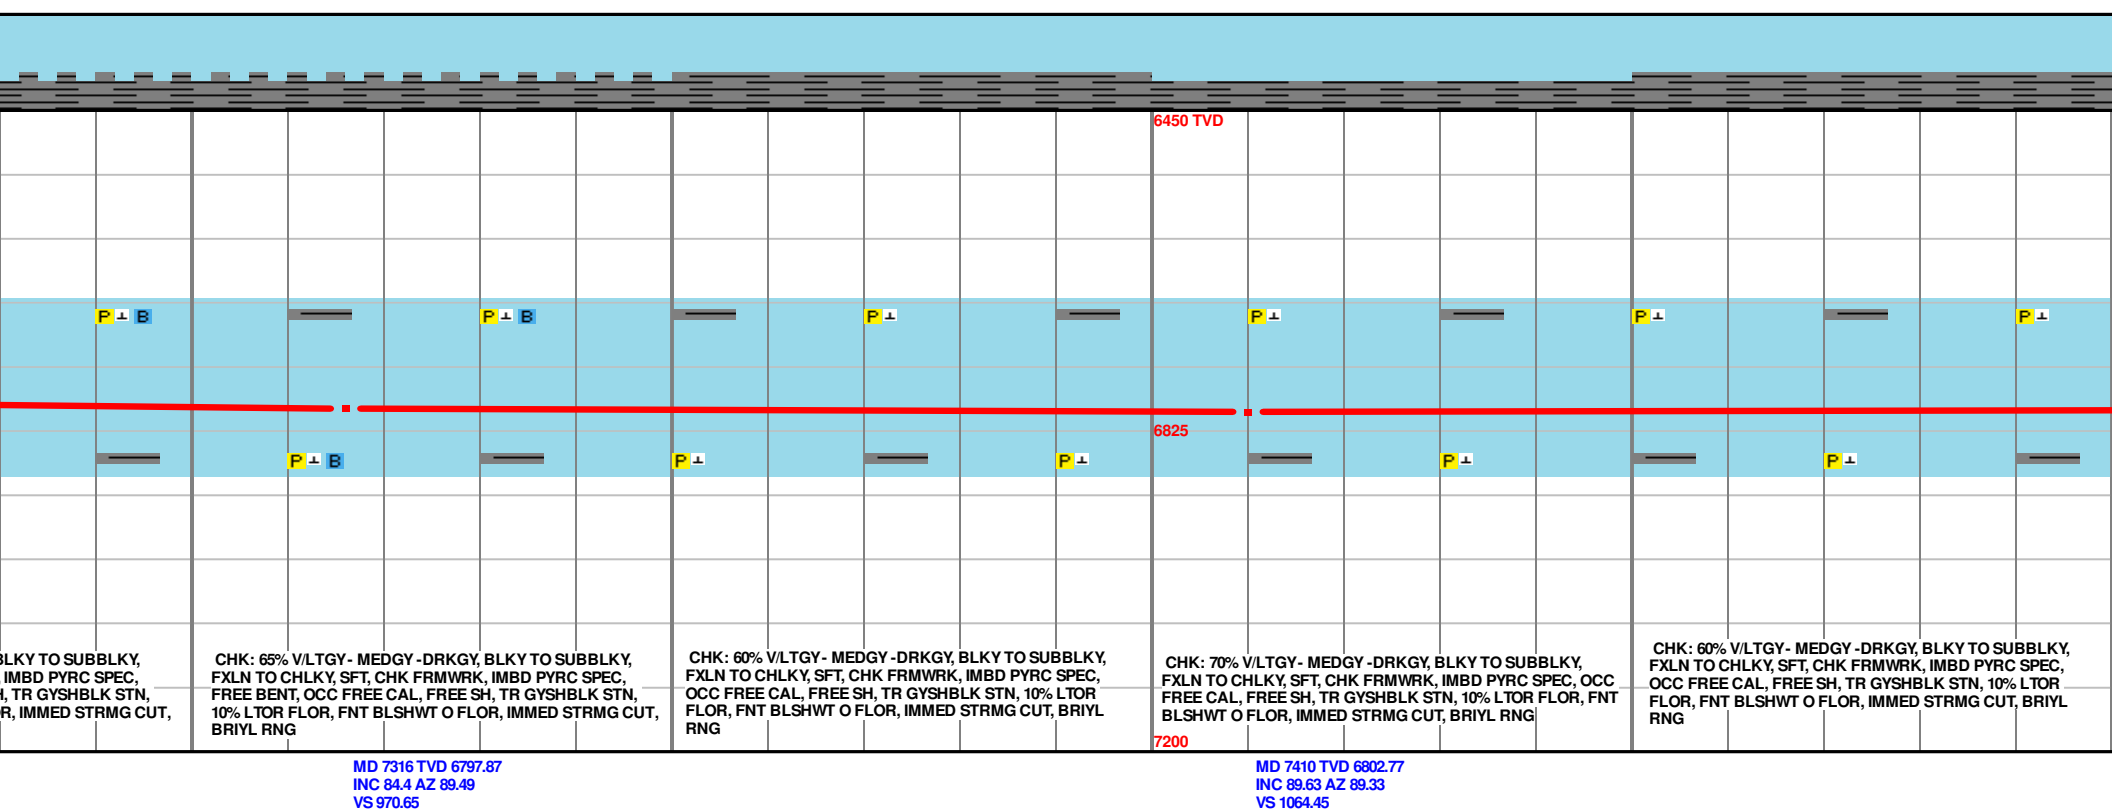 6450 TVD
P ⊥ B
P ⊥ B
P ⊥
P ⊥
P ⊥
P ⊥
6825
P ⊥ B
P ⊥
P ⊥
P ⊥
P ⊥
BLKY TO SUBBLKY,
IMBD PYRC SPEC,
TR GYSHBLK STN,
IMMED STRMG CUT,
CHK: 65% V/LTGY- MEDGY -DRKGY, BLKY TO SUBBLKY,
FXLN TO CHLKY, SFT, CHK FRMWRK, IMBD PYRC SPEC,
FREE BENT, OCC FREE CAL, FREE SH, TR GYSHBLK STN,
10% LTOR FLOR, FNT BLSHWT O FLOR, IMMED STRMG CUT,
BRIYL RNG
CHK: 60% V/LTGY- MEDGY -DRKGY, BLKY TO SUBBLKY,
FXLN TO CHLKY, SFT, CHK FRMWRK, IMBD PYRC SPEC,
OCC FREE CAL, FREE SH, TR GYSHBLK STN, 10% LTOR
FLOR, FNT BLSHWT O FLOR, IMMED STRMG CUT, BRIYL
RNG
CHK: 70% V/LTGY- MEDGY -DRKGY, BLKY TO SUBBLKY,
FXLN TO CHLKY, SFT, CHK FRMWRK, IMBD PYRC SPEC, OCC
FREE CAL, FREE SH, TR GYSHBLK STN, 10% LTOR FLOR, FNT
BLSHWT O FLOR, IMMED STRMG CUT, BRIYL RNG
CHK: 60% V/LTGY- MEDGY -DRKGY, BLKY TO SUBBLKY,
FXLN TO CHLKY, SFT, CHK FRMWRK, IMBD PYRC SPEC,
OCC FREE CAL, FREE SH, TR GYSHBLK STN, 10% LTOR
FLOR, FNT BLSHWT O FLOR, IMMED STRMG CUT, BRIYL
RNG
7200
MD 7316 TVD 6797.87
INC 84.4 AZ 89.49
VS 970.65
MD 7410 TVD 6802.77
INC 89.63 AZ 89.33
VS 1064.45